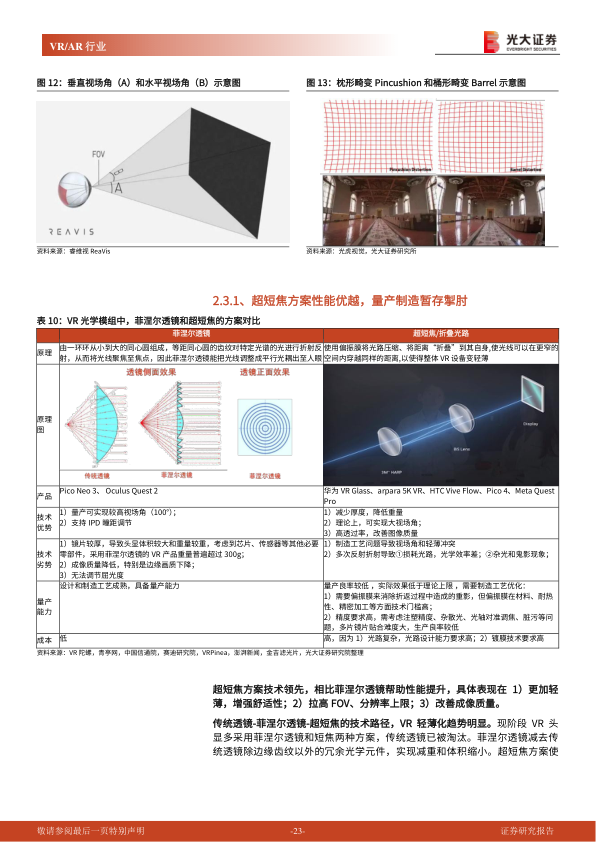 VR/AR 行业
光大证券
EVERBRIGHT SECURITIES
图 12：垂直视场角（A）和水平视场角（B）示意图
FOV
A
REAVIS
资料来源：睿维视 ReaVis
图 13：枕形畸变 Pincushion 和桶形畸变 Barrel 示意图
Pincushion Distortion
Barrel Distortion
资料来源：光虎视觉，光大证券研究所
2.3.1、超短焦方案性能优越，量产制造暂存掣肘
表 10：VR 光学模组中，菲涅尔透镜和超短焦的方案对比
菲涅尔透镜
超短焦/折叠光路
原理
由一环环从小到大的同心圆组成，等距同心圆的齿纹对特定光谱的光进行折射反
射，从而将光线聚焦至焦点，因此菲涅尔透镜能把光线调整成平行光耦出至人眼
使用偏振膜将光路压缩、将距离“折叠”到其自身,使光线可以在更窄的
空间内穿越同样的距离,以使得整体 VR 设备变轻薄
原理
图
透镜侧面效果
透镜正面效果
传统透镜
菲涅尔透镜
菲涅尔透镜
Display
BS Lens
产品
Pico Neo 3、 Oculus Quest 2
华为 VR Glass、arpara 5K VR、HTC Vive Flow、Pico 4、Meta Quest
Pro
技术
优势
1）量产可实现较高视场角（100°）；
2）支持 IPD 瞳距调节
1）减少厚度，降低重量
2）理论上，可实现大视场角；
3）高透过率，改善图像质量
技术
劣势
1）镜片较厚，导致头显体积较大和重量较重，考虑到芯片、传感器等其他必要
零部件，采用菲涅尔透镜的 VR 产品重量普遍超过 300g；
2）成像质量降低，特别是边缘画质下降；
3）无法调节屈光度
1）制造工艺问题导致视场角和轻薄冲突
2）多次反射折射导致①损耗光路，光学效率差；②杂光和鬼影现象；
量产
能力
设计和制造工艺成熟，具备量产能力
量产良率较低 ，实际效果低于理论上限 ，需要制造工艺优化：
1）需要偏振膜来消除折返过程中造成的重影，但偏振膜在材料、耐热
性、精密加工等方面技术门槛高；
2）精度要求高，需考虑注塑精度、杂散光、光轴对准调焦、脏污等问
题，多片镜片贴合难度大，生产良率较低
成本
低
高，因为 1）光路复杂，光路设计能力要求高；2）镀膜技术要求高
资料来源：VR 陀螺，青亭网，中国信通院，赛迪研究院，VRPinea，澎湃新闻，金吉滤光片，光大证券研究院整理
超短焦方案技术领先，相比菲涅尔透镜帮助性能提升，具体表现在 1）更加轻
薄，增强舒适性；2）拉高 FOV、分辨率上限；3）改善成像质量。
传统透镜-菲涅尔透镜-超短焦的技术路径，VR 轻薄化趋势明显。现阶段 VR 头
显多采用菲涅尔透镜和短焦两种方案，传统透镜已被淘汰。菲涅尔透镜减去传
统透镜除边缘齿纹以外的冗余光学元件，实现减重和体积缩小。超短焦方案使
敬请参阅最后一页特别声明
-23-
证券研究报告